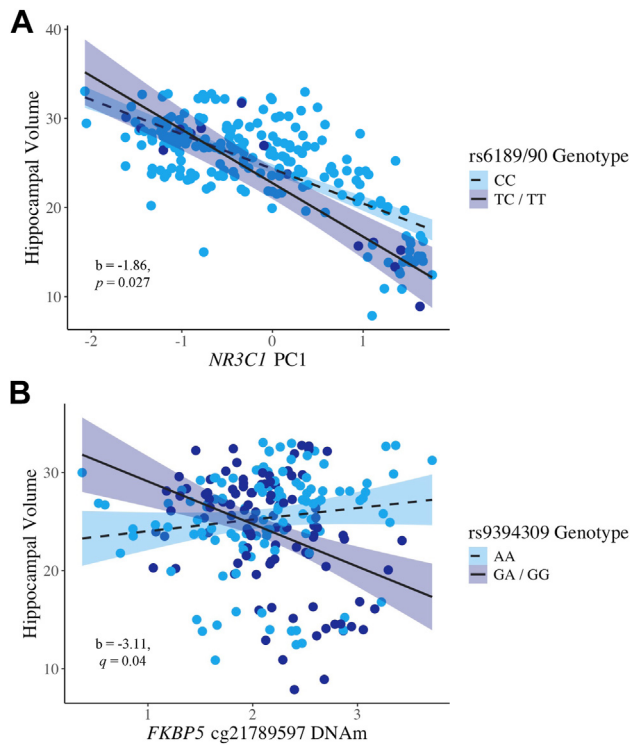 A
40
30
20
10
Hippocampal Volume
b = -1.86,
p = 0.027
-2 -1 0 1
NR3C1 PC1
rs6189/90 Genotype
CC
TC / TT
B
30
20
10
Hippocampal Volume
b = -3.11,
q = 0.04
1 2 3
FKBP5 cg21789597 DNAm
rs9394309 Genotype
AA
GA / GG